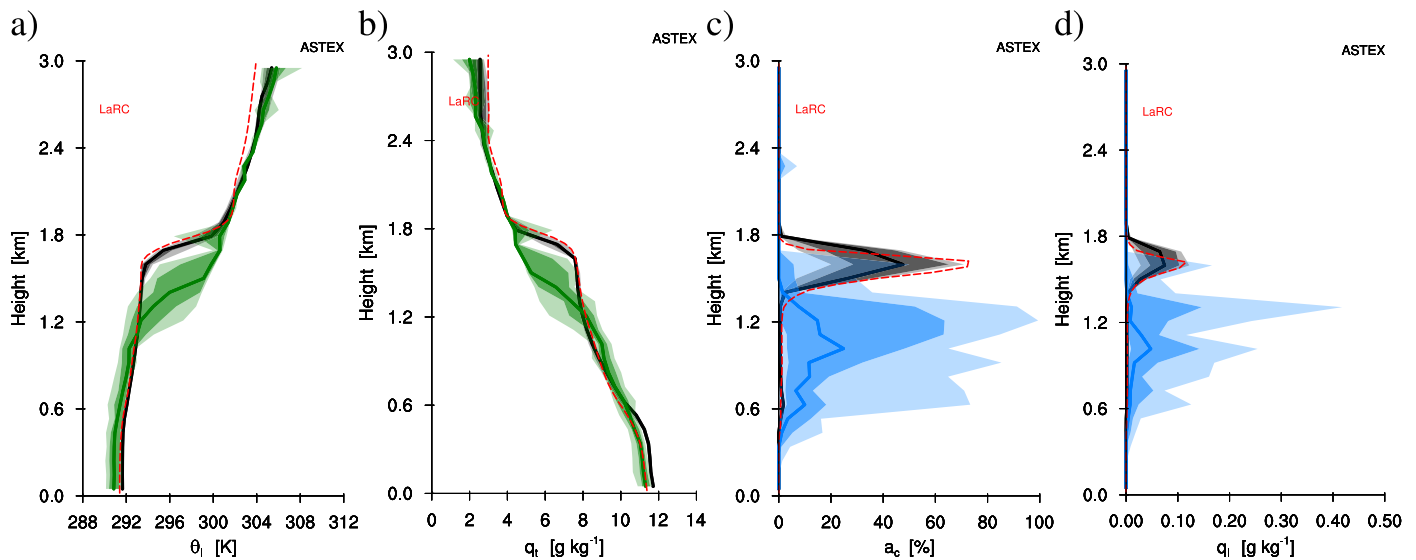 a)
ASTEX
LaRC
3.0
2.4
1.8
1.2
0.6
0.0
Height [km]
288 292 296 300 304 308 312
θl [K]
b)
ASTEX
LaRC
3.0
2.4
1.8
1.2
0.6
0.0
Height [km]
0 2 4 6 8 10 12 14
qt [g kg-1]
c)
ASTEX
LaRC
3.0
2.4
1.8
1.2
0.6
0.0
Height [km]
0 20 40 60 80 100
ac [%]
d)
ASTEX
LaRC
3.0
2.4
1.8
1.2
0.6
0.0
Height [km]
0.00 0.10 0.20 0.30 0.40 0.50
ql [g kg-1]